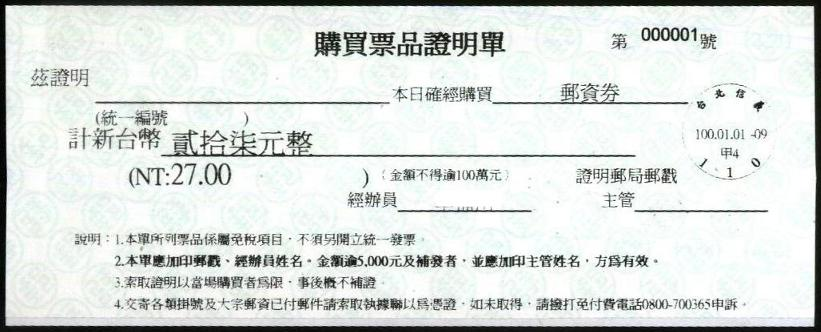 購買票品證明單
第 000001號
茲證明
本日確經購買 郵資券
(統一編號 )
計新台幣 貳拾柒元整
(NT:27.00 ) (金額不得逾100萬元)
台北信義
100.01.01 -09
甲4
110
證明郵局郵戳
經辦員
主管
說明：1.本單所列票品係屬免稅項目，不須另開立統一發票。
2.本單應加印郵戳、經辦員姓名。金額逾5,000元及補發者，並應加印主管姓名，方為有效。
3.索取證明以當場購買者為限，事後概不補證。
4.交寄各類掛號及大宗郵資已付郵件請索取執據聯以為憑證，如未取得，請撥打免付費電話0800-700365申訴。